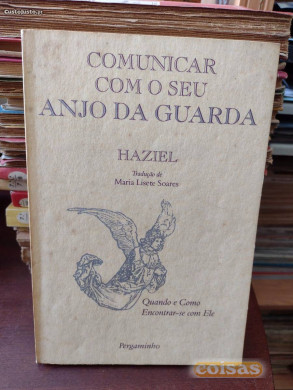 CustoJusto.pt
COMUNICAR
COM O SEU
ANJO DA GUARDA
HAZIEL
Tradução de
Maria Lisete Soares
Quando e Como
Encontrar-se com Ele
Pergaminho
coisas